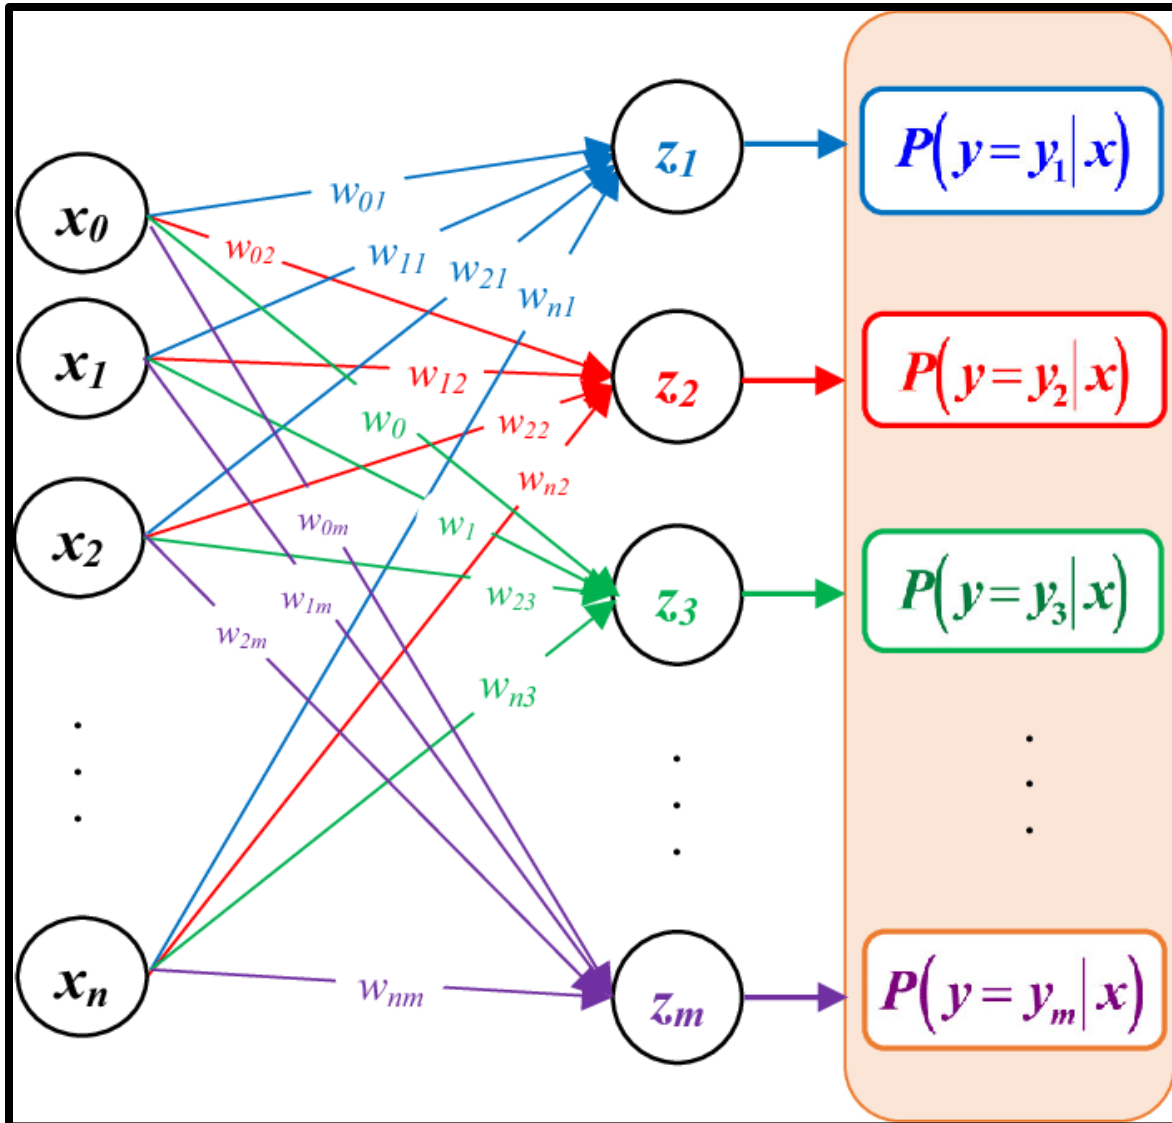 x0
x1
x2
xn
w01
w02
w11
w21
wn1
w12
w0
w22
wn2
w1
w0m
w23
w1m
w2m
wn3
wnm
z1
z2
z3
zm
P(y = y1| x)
P(y = y2| x)
P(y = y3| x)
P(y = ym| x)